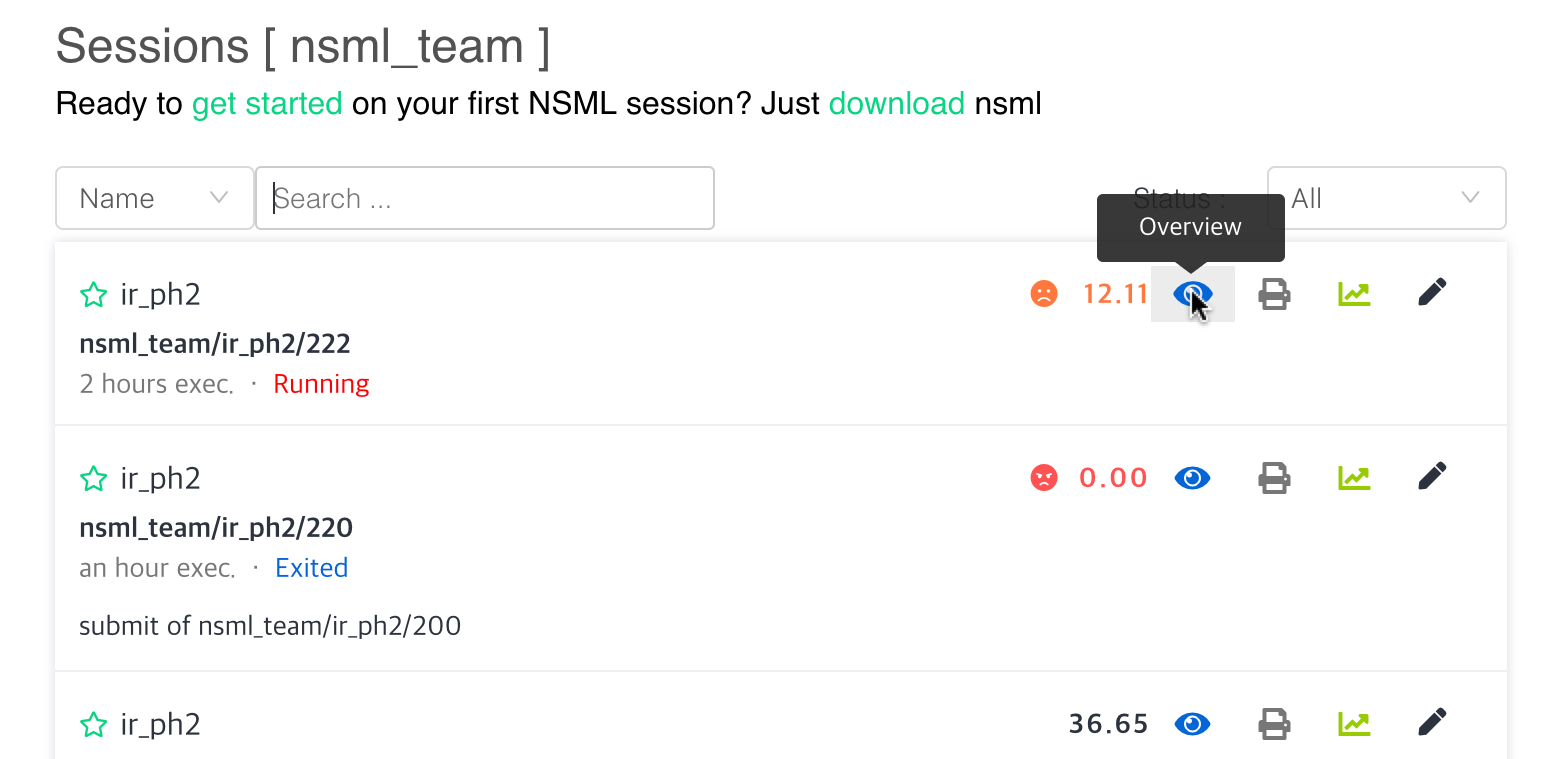 Sessions [ nsml_team ]
Ready to get started on your first NSML session? Just download nsml
Name Search ... Status : All
Overview
ir_ph2 12.11
nsml_team/ir_ph2/222
2 hours exec. · Running
ir_ph2 0.00
nsml_team/ir_ph2/220
an hour exec. · Exited
submit of nsml_team/ir_ph2/200
ir_ph2 36.65